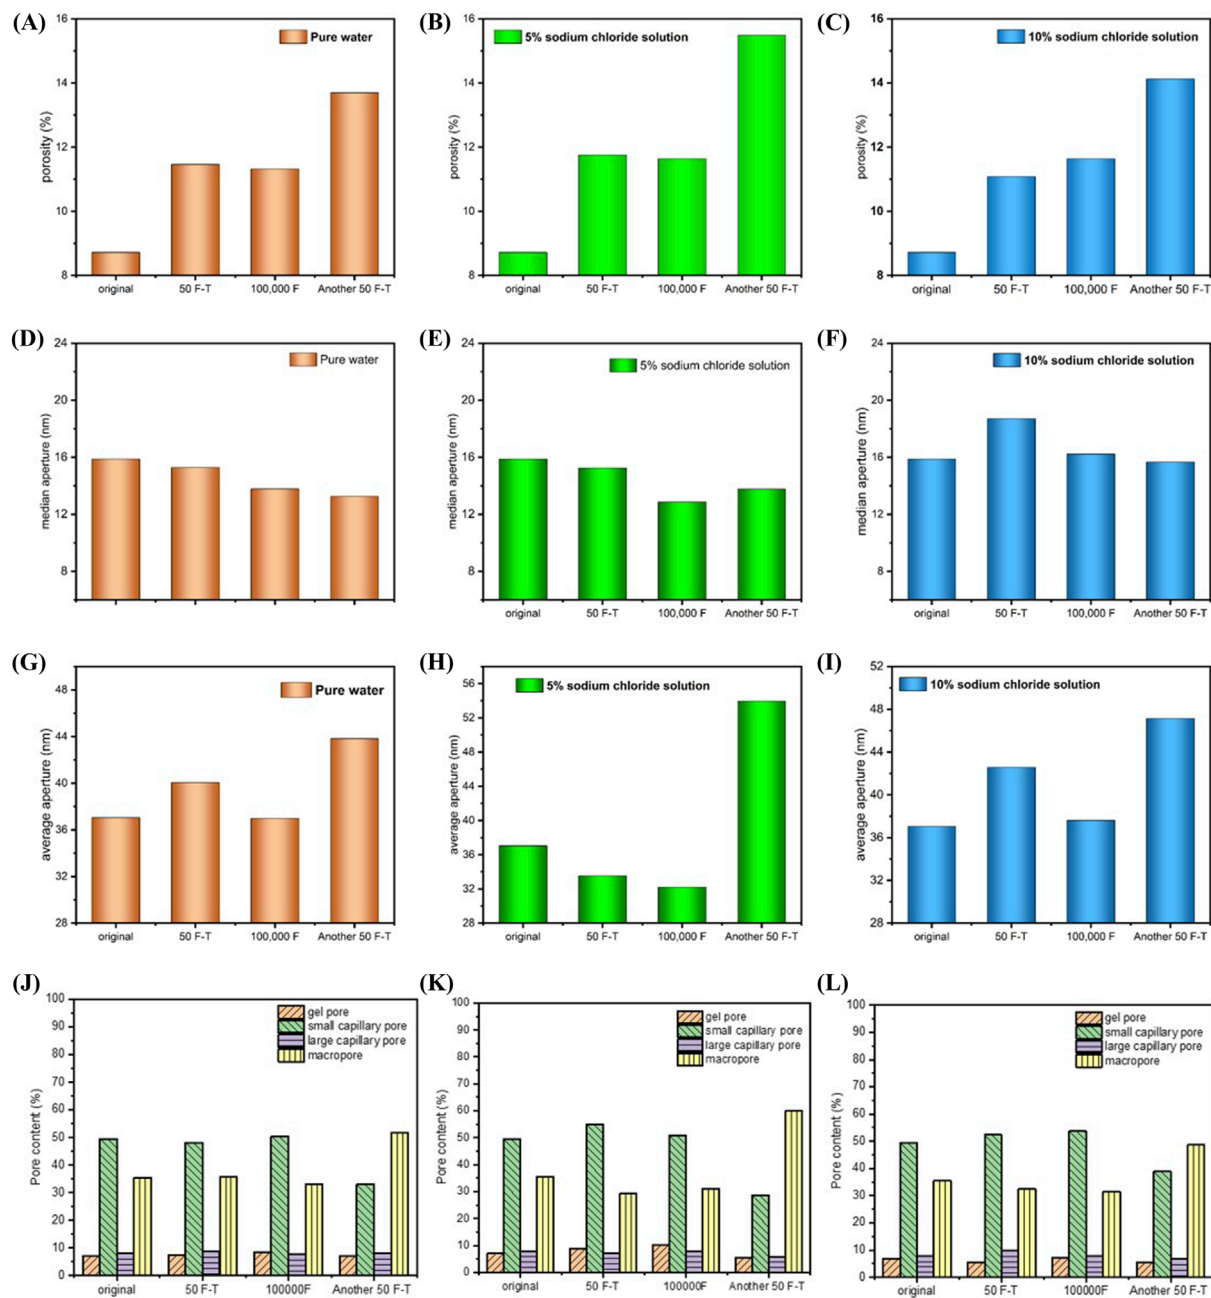 (A)
16
14
12
10
8
porosity (%)
Pure water
original
50 F-T
100,000 F
Another 50 F-T
(B)
16
14
12
10
8
porosity (%)
5% sodium chloride solution
original
50 F-T
100,000 F
Another 50 F-T
(C)
16
14
12
10
8
porosity (%)
10% sodium chloride solution
original
50 F-T
100,000 F
Another 50 F-T
(D)
24
20
16
12
8
median aperture (nm)
Pure water
(E)
24
20
16
12
8
median aperture (nm)
5% sodium chloride solution
original
50 F-T
100,000 F
Another 50 F-T
(F)
24
20
16
12
8
median aperture (nm)
10% sodium chloride solution
original
50 F-T
100,000 F
Another 50 F-T
(G)
48
44
40
36
32
28
average aperture (nm)
Pure water
original
50 F-T
100,000 F
Another 50 F-T
(H)
56
52
48
44
40
36
32
28
average aperture (nm)
5% sodium chloride solution
original
50 F-T
100,000 F
Another 50 F-T
(I)
52
48
44
40
36
32
28
average aperture (nm)
10% sodium chloride solution
original
50 F-T
100,000 F
Another 50 F-T
(J)
100
90
80
70
60
50
40
30
20
10
0
Pore content (%)
gel pore
small capillary pore
large capillary pore
macropore
original
50 F-T
100000F
Another 50 F-T
(K)
100
90
80
70
60
50
40
30
20
10
0
Pore content (%)
gel pore
small capillary pore
large capillary pore
macropore
original
50 F-T
100000F
Another 50 F-T
(L)
100
90
80
70
60
50
40
30
20
10
0
Pore content (%)
gel pore
small capillary pore
large capillary pore
macropore
original
50 F-T
100000F
Another 50 F-T